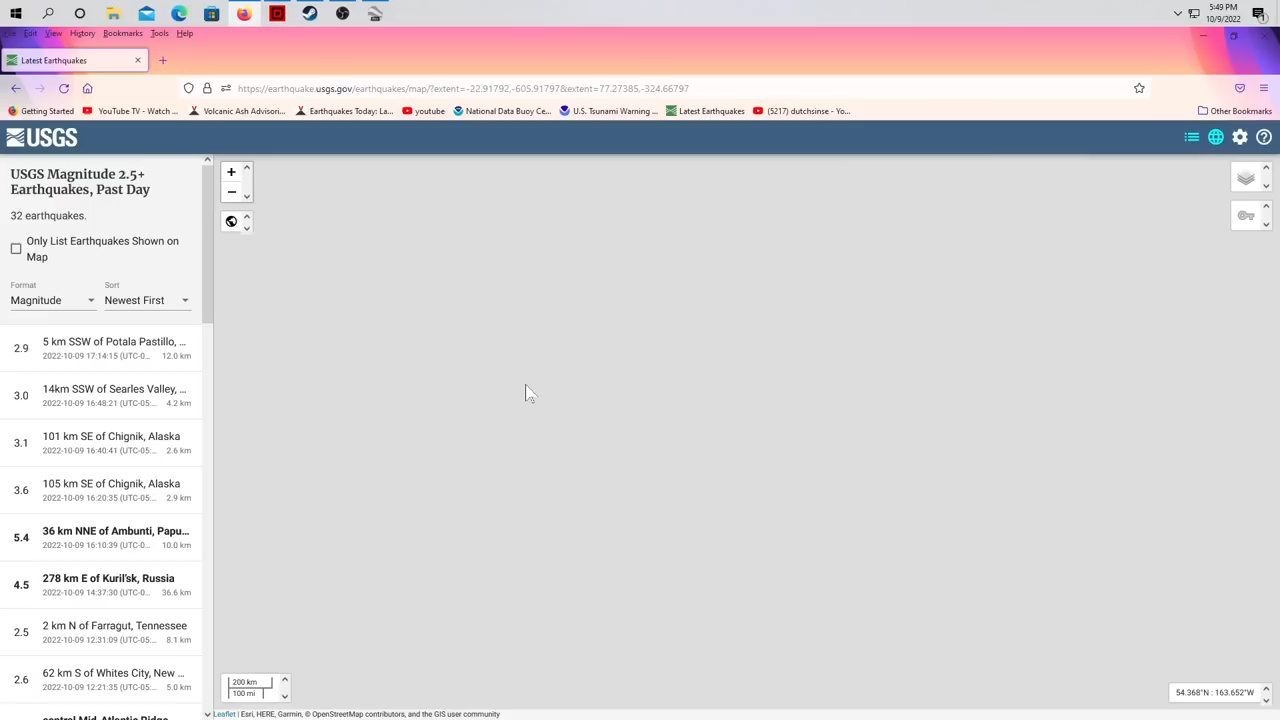 5:49 PM
10/9/2022
File Edit View History Bookmarks Tools Help
Latest Earthquakes
https://earthquake.usgs.gov/earthquakes/map/?extent=-22.91792,-605.91797&extent=77.27385,-324.66797
Getting Started YouTube TV - Watch ... Volcanic Ash Advisori... Earthquakes Today: La... youtube National Data Buoy Ce... U.S. Tsunami Warning ... Latest Earthquakes (5217) dutchsinse - Yo... Other Bookmarks
USGS
USGS Magnitude 2.5+
Earthquakes, Past Day
32 earthquakes.
Only List Earthquakes Shown on
Map
Format Sort
Magnitude Newest First
2.9 5 km SSW of Potala Pastillo, ...
2022-10-09 17:14:15 (UTC-0... 12.0 km
3.0 14km SSW of Searles Valley, ...
2022-10-09 16:48:21 (UTC-05:... 4.2 km
3.1 101 km SE of Chignik, Alaska
2022-10-09 16:40:41 (UTC-05:... 2.6 km
3.6 105 km SE of Chignik, Alaska
2022-10-09 16:20:35 (UTC-05:... 2.9 km
5.4 36 km NNE of Ambunti, Papu...
2022-10-09 16:10:39 (UTC-0... 10.0 km
4.5 278 km E of Kuril'sk, Russia
2022-10-09 14:37:30 (UTC-0... 36.6 km
2.5 2 km N of Farragut, Tennessee
2022-10-09 12:31:09 (UTC-05:... 8.1 km
2.6 62 km S of Whites City, New ...
2022-10-09 12:21:35 (UTC-05:... 5.0 km
central Mid-Atlantic Ridge
200 km
100 mi
54.368°N : 163.652°W
Leaflet | Esri, HERE, Garmin, © OpenStreetMap contributors, and the GIS user community